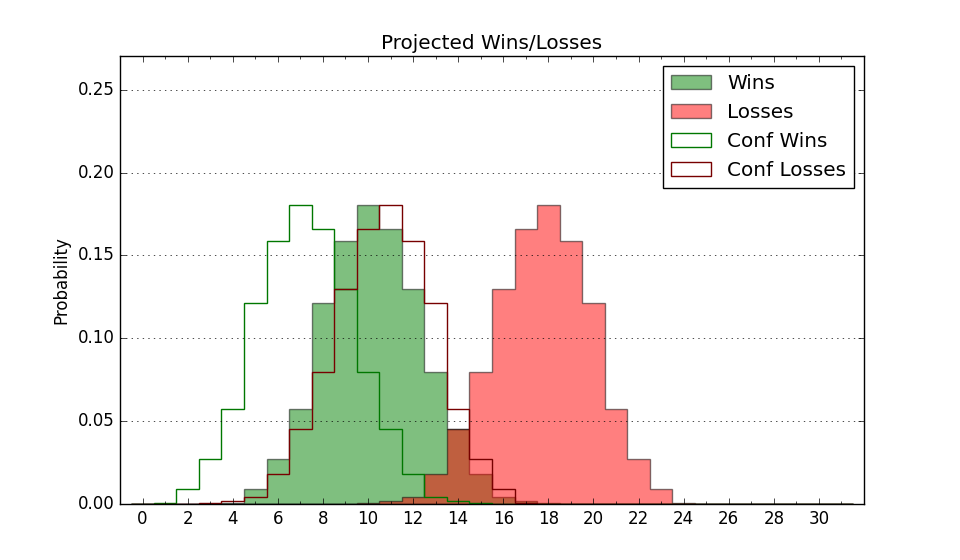 Projected Wins/Losses
Wins
Losses
Conf Wins
Conf Losses
Probability
0.25
0.20
0.15
0.10
0.05
0.00
0 2 4 6 8 10 12 14 16 18 20 22 24 26 28 30